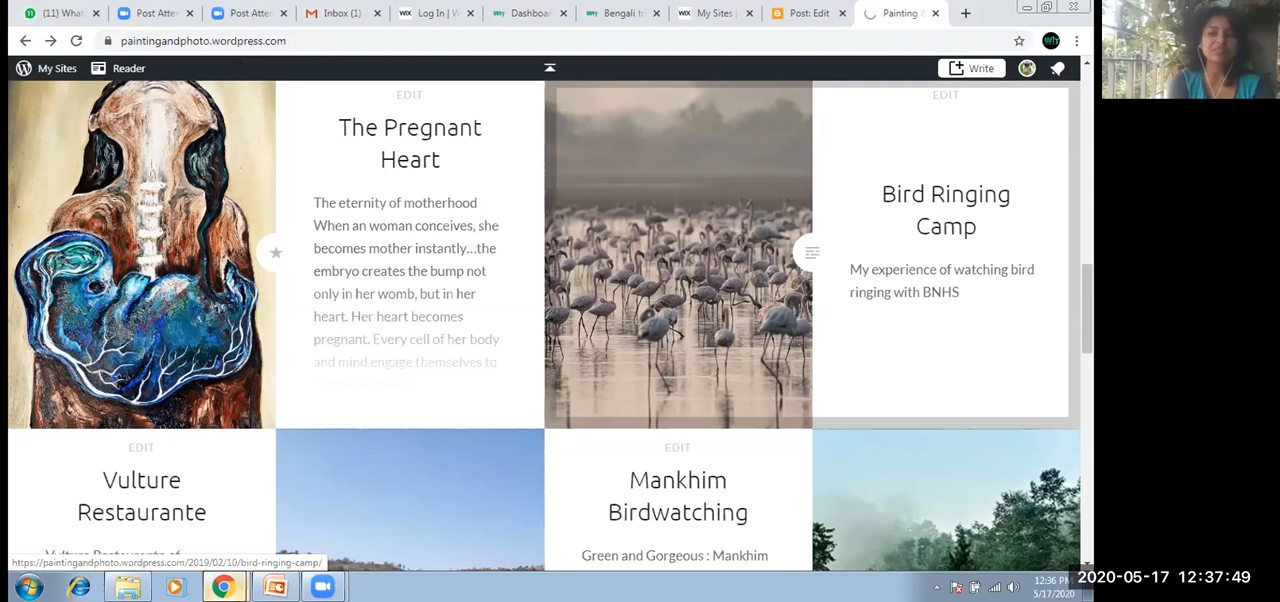 (11) What
Post Atte
Post Atte
Inbox (1)
Log In | W
Dashboa
Bengali t
My Sites |
Post: Edit
Painting &
paintingandphoto.wordpress.com
My Sites
Reader
Write
EDIT
The Pregnant
Heart
The eternity of motherhood
When an woman conceives, she
becomes mother instantly...the
embryo creates the bump not
only in her womb, but in her
heart. Her heart becomes
pregnant. Every cell of her body
and mind engage themselves to
EDIT
Bird Ringing
Camp
My experience of watching bird
ringing with BNHS
EDIT
Vulture
Restaurante
EDIT
Mankhim
Birdwatching
Green and Gorgeous : Mankhim
https://paintingandphoto.wordpress.com/2019/02/10/bird-ringing-camp/
12:36 PM
5/17/2020
2020-05-17 12:37:49